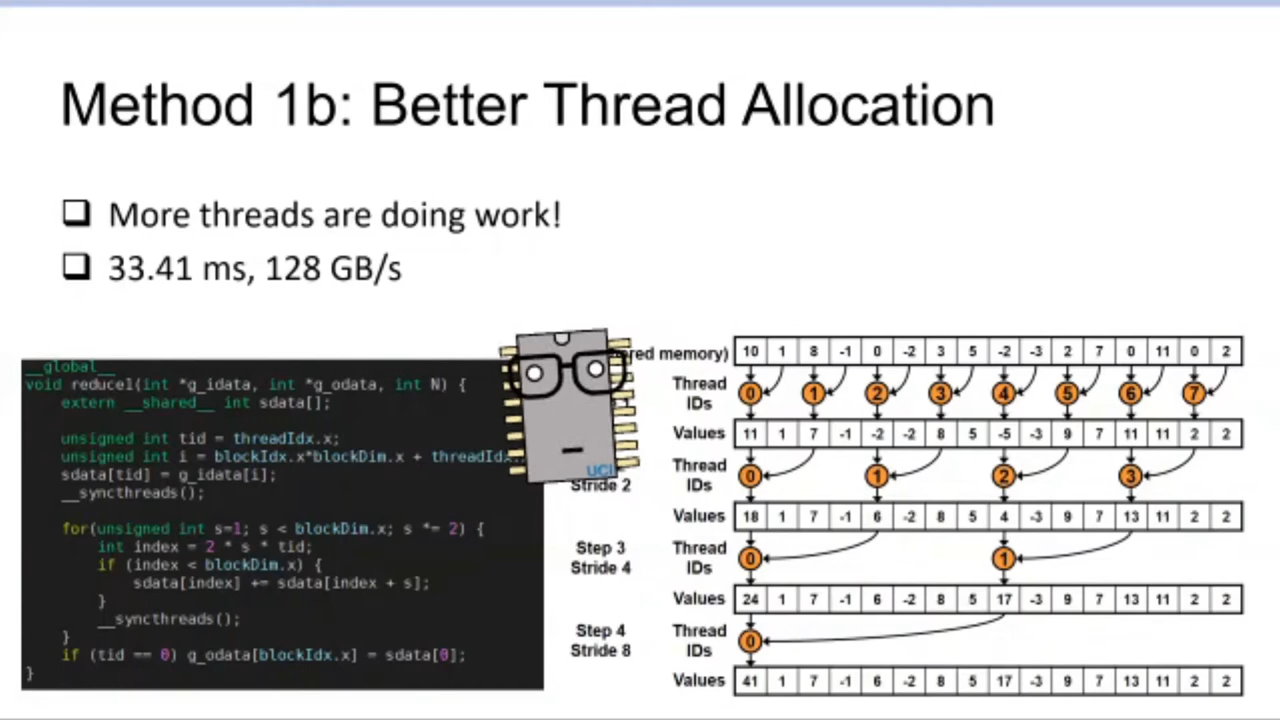 Method 1b: Better Thread Allocation
More threads are doing work!
33.41 ms, 128 GB/s
__global__
void reduce1(int *g_idata, int *g_odata, int N) {
extern __shared__ int sdata[];
unsigned int tid = threadIdx.x;
unsigned int i = blockIdx.x*blockDim.x +
sdata[tid] = g_idata[i];
__syncthreads();
for(unsigned int s=1; s < blockDim.x; s *= 2) {
int index = 2 * s * tid;
if (index < blockDim.x) {
sdata[index] += sdata[index + s];
}
__syncthreads();
}
if (tid == 0) g_odata[blockIdx.x] = sdata[0];
}
UCI
memory) 10 1 8 -1 0 -2 3 5 -2 -3 2 7 0 11 0 2
Thread IDs 0 1 2 3 4 5 6 7
Values 11 1 7 -1 -2 -2 8 5 -5 -3 9 7 11 11 2 2
Stride 2
Thread IDs 0 1 2 3
Values 18 1 7 -1 6 -2 8 5 4 -3 9 7 13 11 2 2
Step 3
Stride 4
Thread IDs 0 1
Values 24 1 7 -1 6 -2 8 5 17 -3 9 7 13 11 2 2
Step 4
Stride 8
Thread IDs 0
Values 41 1 7 -1 6 -2 8 5 17 -3 9 7 13 11 2 2